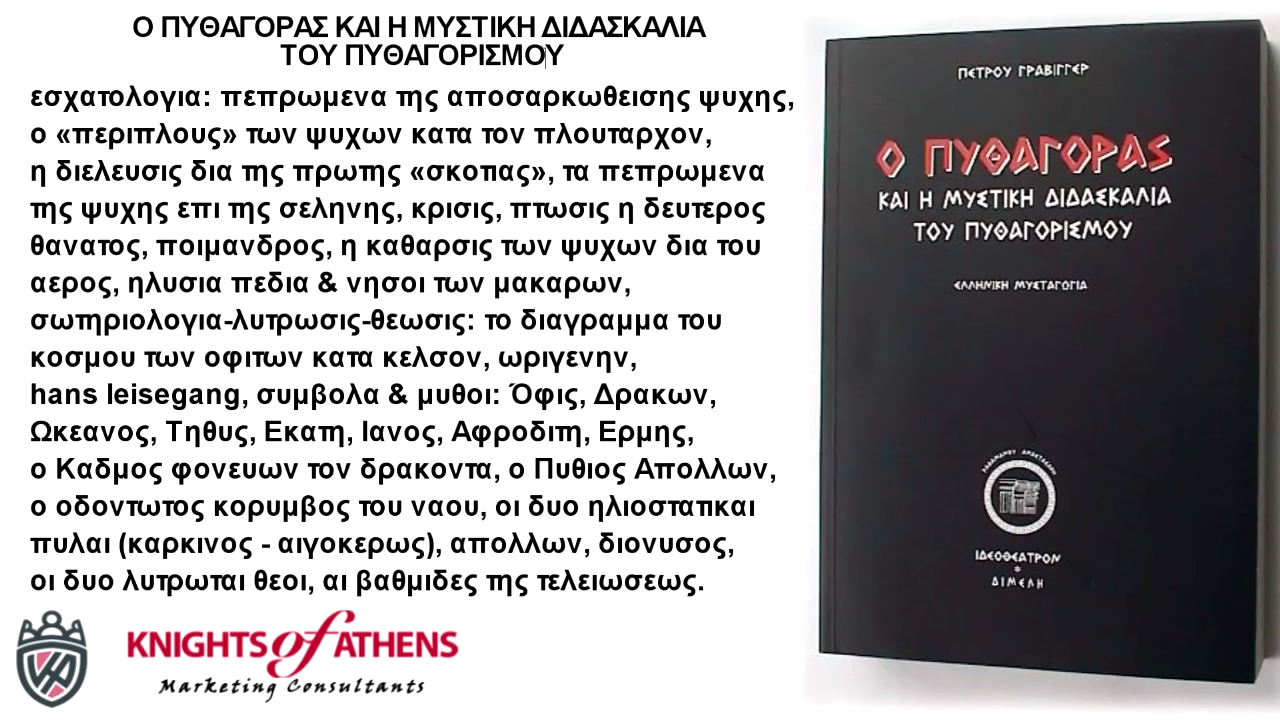 Ο ΠΥΘΑΓΟΡΑΣ ΚΑΙ Η ΜΥΣΤΙΚΗ ΔΙΔΑΣΚΑΛΙΑ
ΤΟΥ ΠΥΘΑΓΟΡΙΣΜΟΥ
εσχατολογια: πεπρωμενα της αποσαρκωθεισης ψυχης,
ο «περιπλους» των ψυχων κατα τον πλουταρχον,
η διελευσις δια της πρωτης «σκοπας», τα πεπρωμενα
της ψυχης επι της σεληνης, κρισις, πτωσις η δευτερος
θανατος, ποιμανδρος, η καθαρσις των ψυχων δια του
αερος, ηλυσια πεδια & νησοι των μακαρων,
σωτηριολογια-λυτρωσις-θεωσις: το διαγραμμα του
κοσμου των οφιτων κατα κελσον, ωριγενην,
hans leisegang, συμβολα & μυθοι: Όφις, Δρακων,
Ωκεανος, Τηθυς, Εκατη, Ιανος, Αφροδιτη, Ερμης,
ο Καδμος φονευων τον δρακοντα, ο Πυθιος Απολλων,
ο οδοντωτος κορυμβος του ναου, οι δυο ηλιοστατικαι
πυλαι (καρκινος - αιγοκερως), απολλων, διονυσος,
οι δυο λυτρωται θεοι, αι βαθμιδες της τελειωσεως.
KNIGHTS of ATHENS
Marketing Consultants
ΠΕΤΡΟΥ ΓΡΑΒΙΓΓΕΡ
Ο ΠΥΘΑΓΟΡΑΣ
ΚΑΙ Η ΜΥΣΤΙΚΗ ΔΙΔΑΣΚΑΛΙΑ
ΤΟΥ ΠΥΘΑΓΟΡΙΣΜΟΥ
ΕΛΛΗΝΙΚΗ ΜΥΣΤΑΓΩΓΙΑ
ΙΔΕΟΘΕΑΤΡΟΝ
*
ΔΙΜΕΛΗ